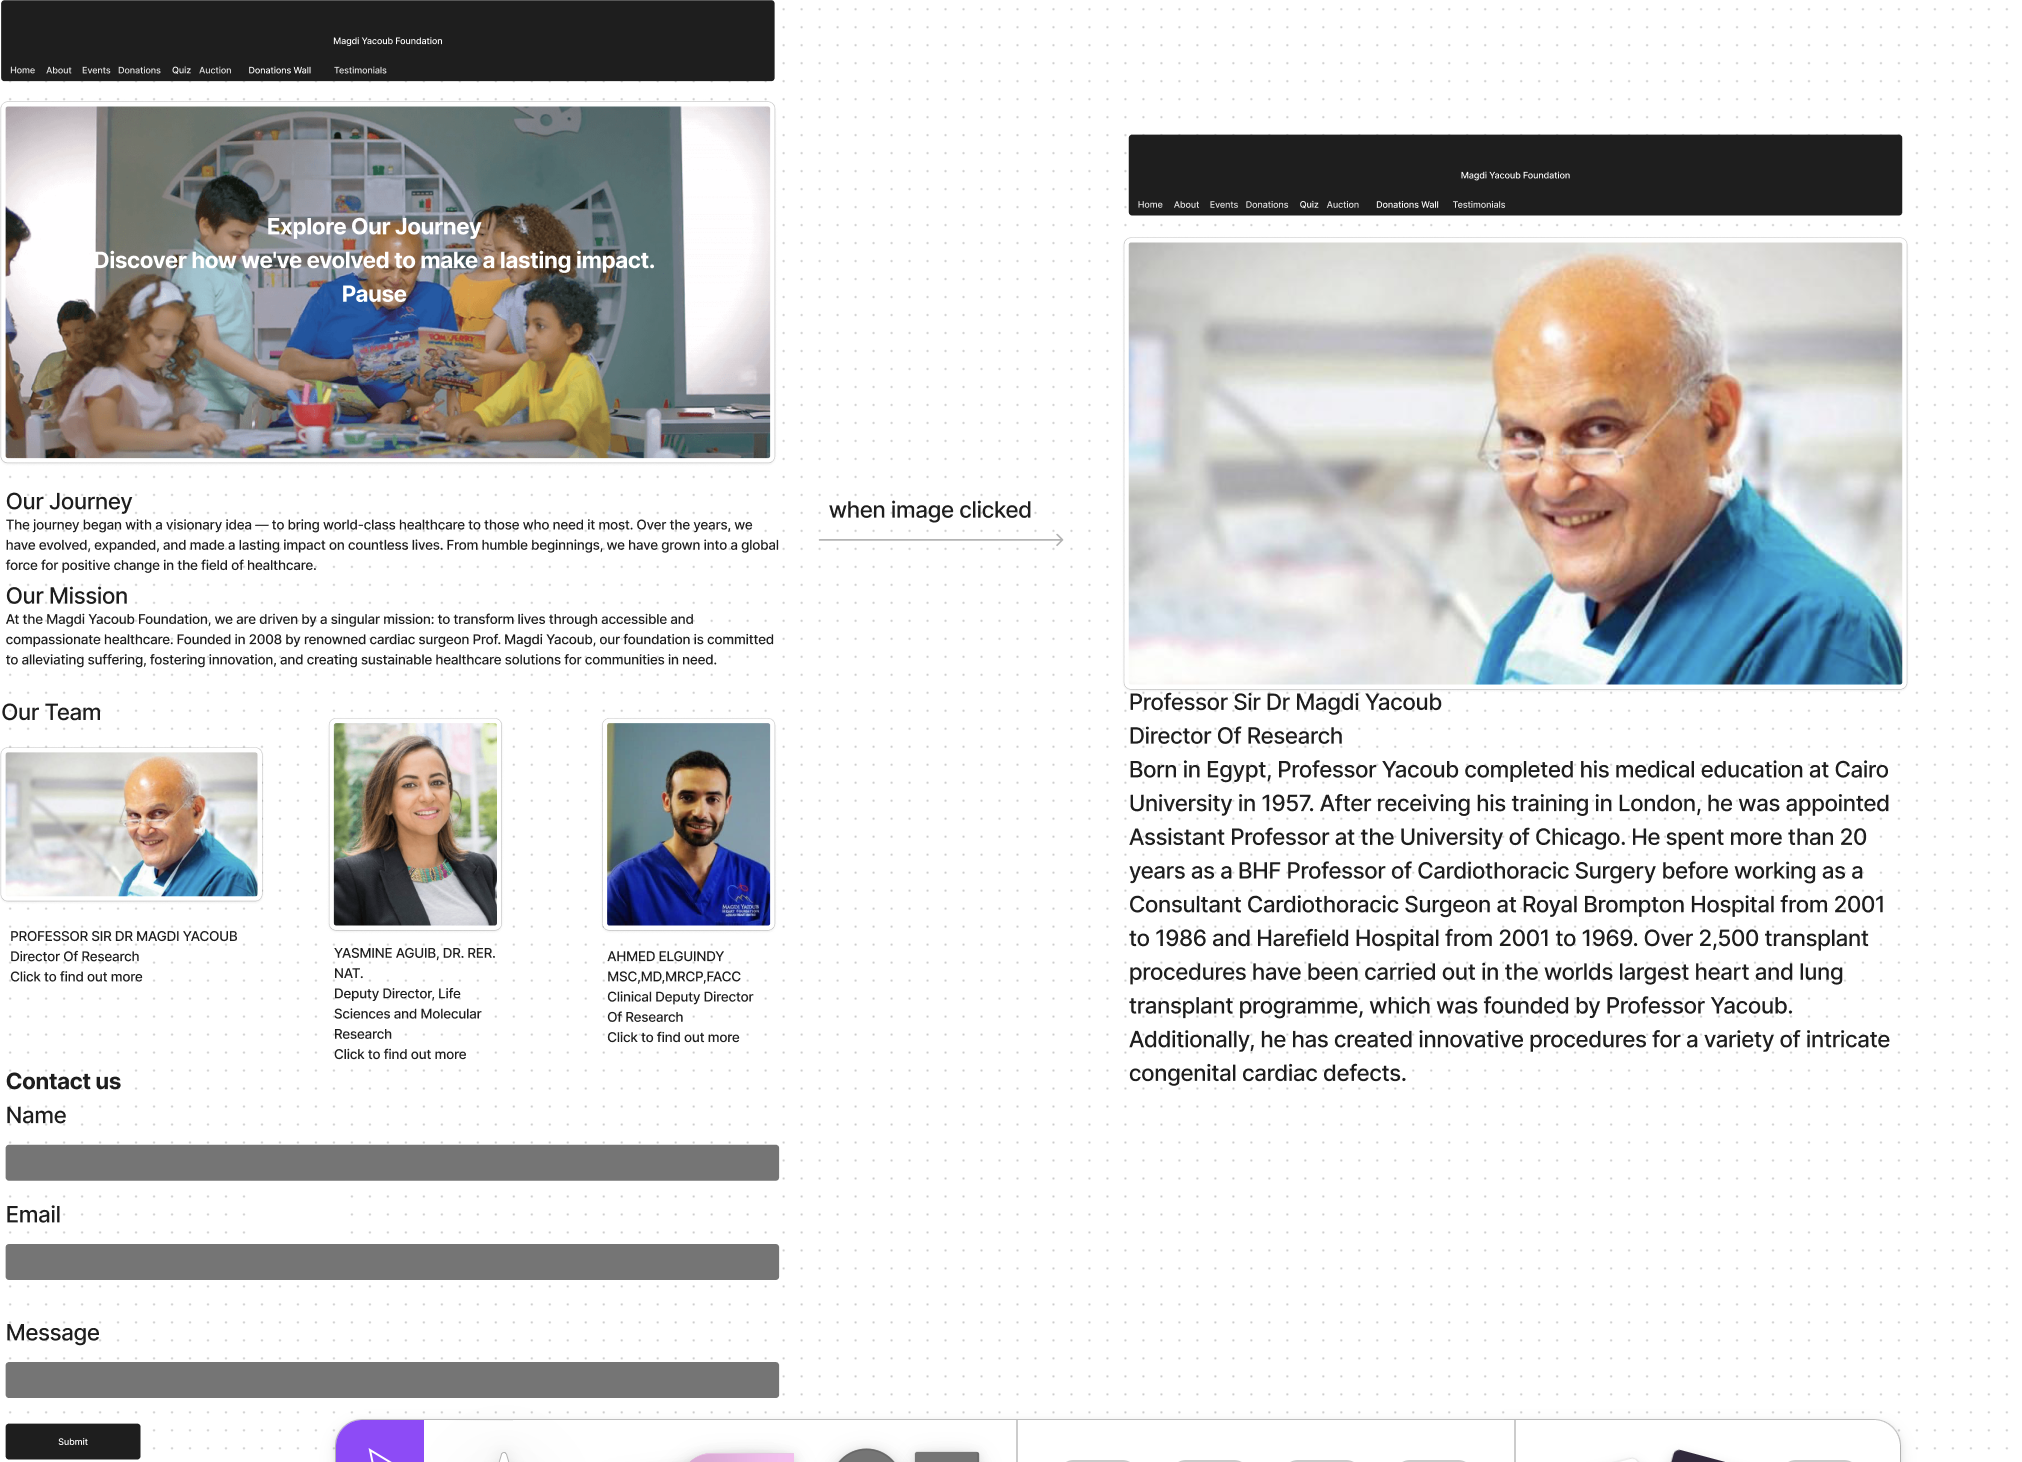 Magdi Yacoub Foundation
Home About Events Donations Quiz Auction Donations Wall Testimonials
Explore Our Journey
Discover how we've evolved to make a lasting impact.
Pause
Our Journey
The journey began with a visionary idea — to bring world-class healthcare to those who need it most. Over the years, we
have evolved, expanded, and made a lasting impact on countless lives. From humble beginnings, we have grown into a global
force for positive change in the field of healthcare.
Our Mission
At the Magdi Yacoub Foundation, we are driven by a singular mission: to transform lives through accessible and
compassionate healthcare. Founded in 2008 by renowned cardiac surgeon Prof. Magdi Yacoub, our foundation is committed
to alleviating suffering, fostering innovation, and creating sustainable healthcare solutions for communities in need.
Our Team
PROFESSOR SIR DR MAGDI YACOUB
Director Of Research
Click to find out more
YASMINE AGUIB, DR. RER.
NAT.
Deputy Director, Life
Sciences and Molecular
Research
Click to find out more
MAGDI YACOUB
AHMED ELGUINDY
MSC,MD,MRCP,FACC
Clinical Deputy Director
Of Research
Click to find out more
Contact us
Name
Email
Message
Submit
when image clicked
Magdi Yacoub Foundation
Home About Events Donations Quiz Auction Donations Wall Testimonials
Professor Sir Dr Magdi Yacoub
Director Of Research
Born in Egypt, Professor Yacoub completed his medical education at Cairo
University in 1957. After receiving his training in London, he was appointed
Assistant Professor at the University of Chicago. He spent more than 20
years as a BHF Professor of Cardiothoracic Surgery before working as a
Consultant Cardiothoracic Surgeon at Royal Brompton Hospital from 2001
to 1986 and Harefield Hospital from 2001 to 1969. Over 2,500 transplant
procedures have been carried out in the worlds largest heart and lung
transplant programme, which was founded by Professor Yacoub.
Additionally, he has created innovative procedures for a variety of intricate
congenital cardiac defects.